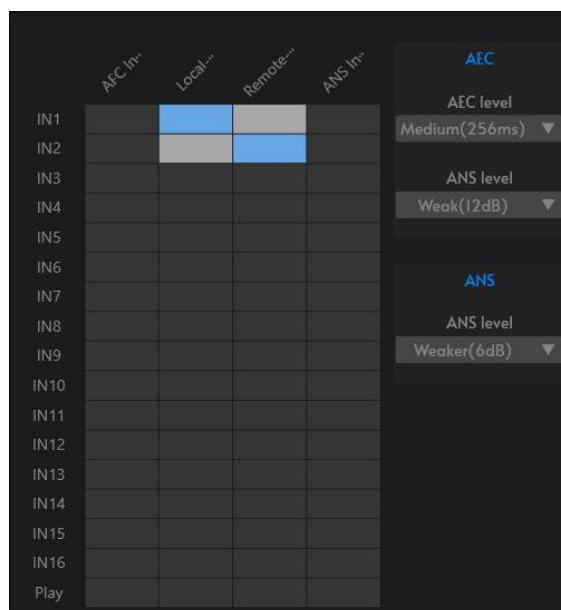 AFC In··
Local···
Remote···
ANS In··
IN1
IN2
IN3
IN4
IN5
IN6
IN7
IN8
IN9
IN10
IN11
IN12
IN13
IN14
IN15
IN16
Play
AEC
AEC level
Medium(256ms)
ANS level
Weak(12dB)
ANS
ANS level
Weaker(6dB)